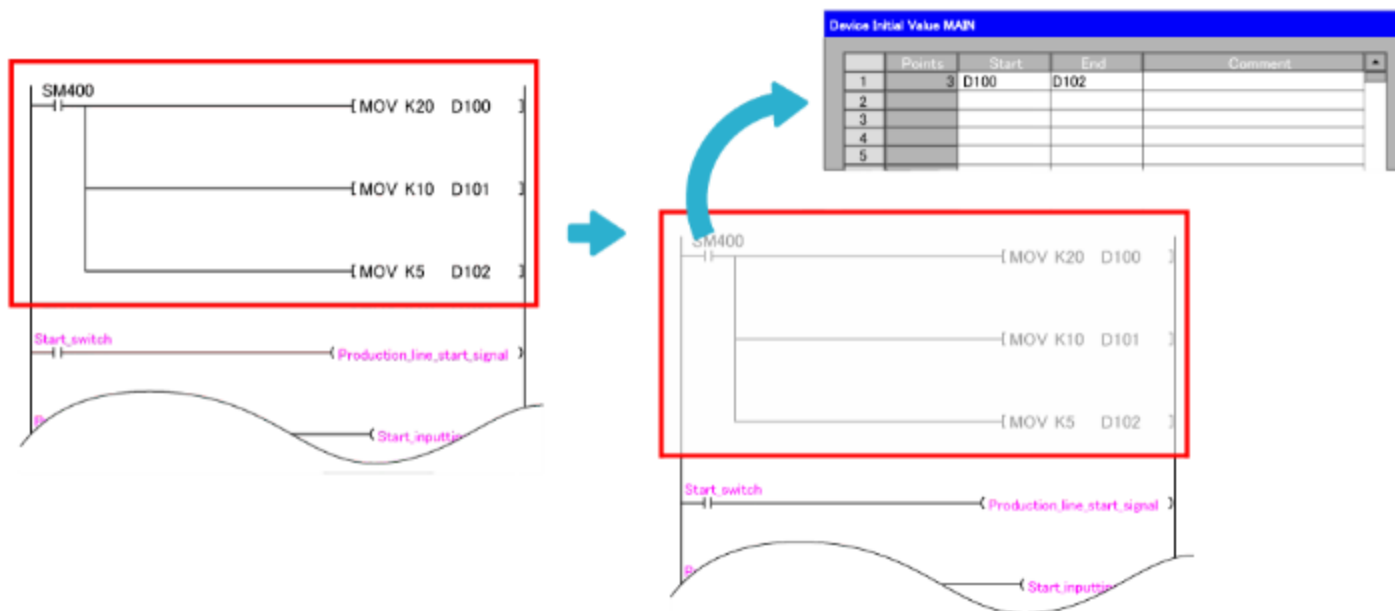 SM400
[MOV K20 D100 ]
[MOV K10 D101 ]
[MOV K5 D102 ]
Start_switch
( Production_line_start_signal )
( Start_inputtin
Device Initial Value MAIN
Points Start End Comment
1 3 D100 D102
2
3
4
5
SM400
[MOV K20 D100 ]
[MOV K10 D101 ]
[MOV K5 D102 ]
Start_switch
( Production_line_start_signal )
( Start_inputtin